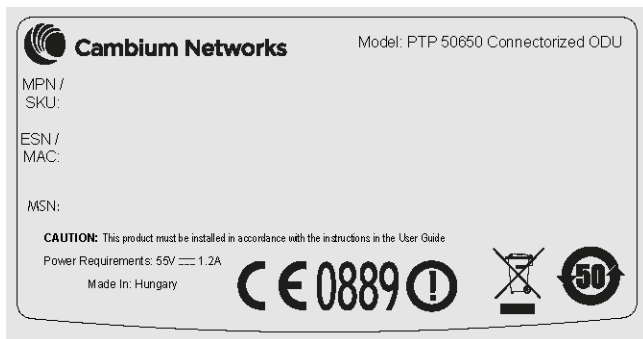 Cambium Networks
Model: PTP 50650 Connectorized ODU
MPN /
SKU:
ESN /
MAC:
MSN:
CAUTION: This product must be installed in accordance with the instructions in the User Guide
Power Requirements: 55V ⎓ 1.2A
Made In: Hungary
CE 0889
50